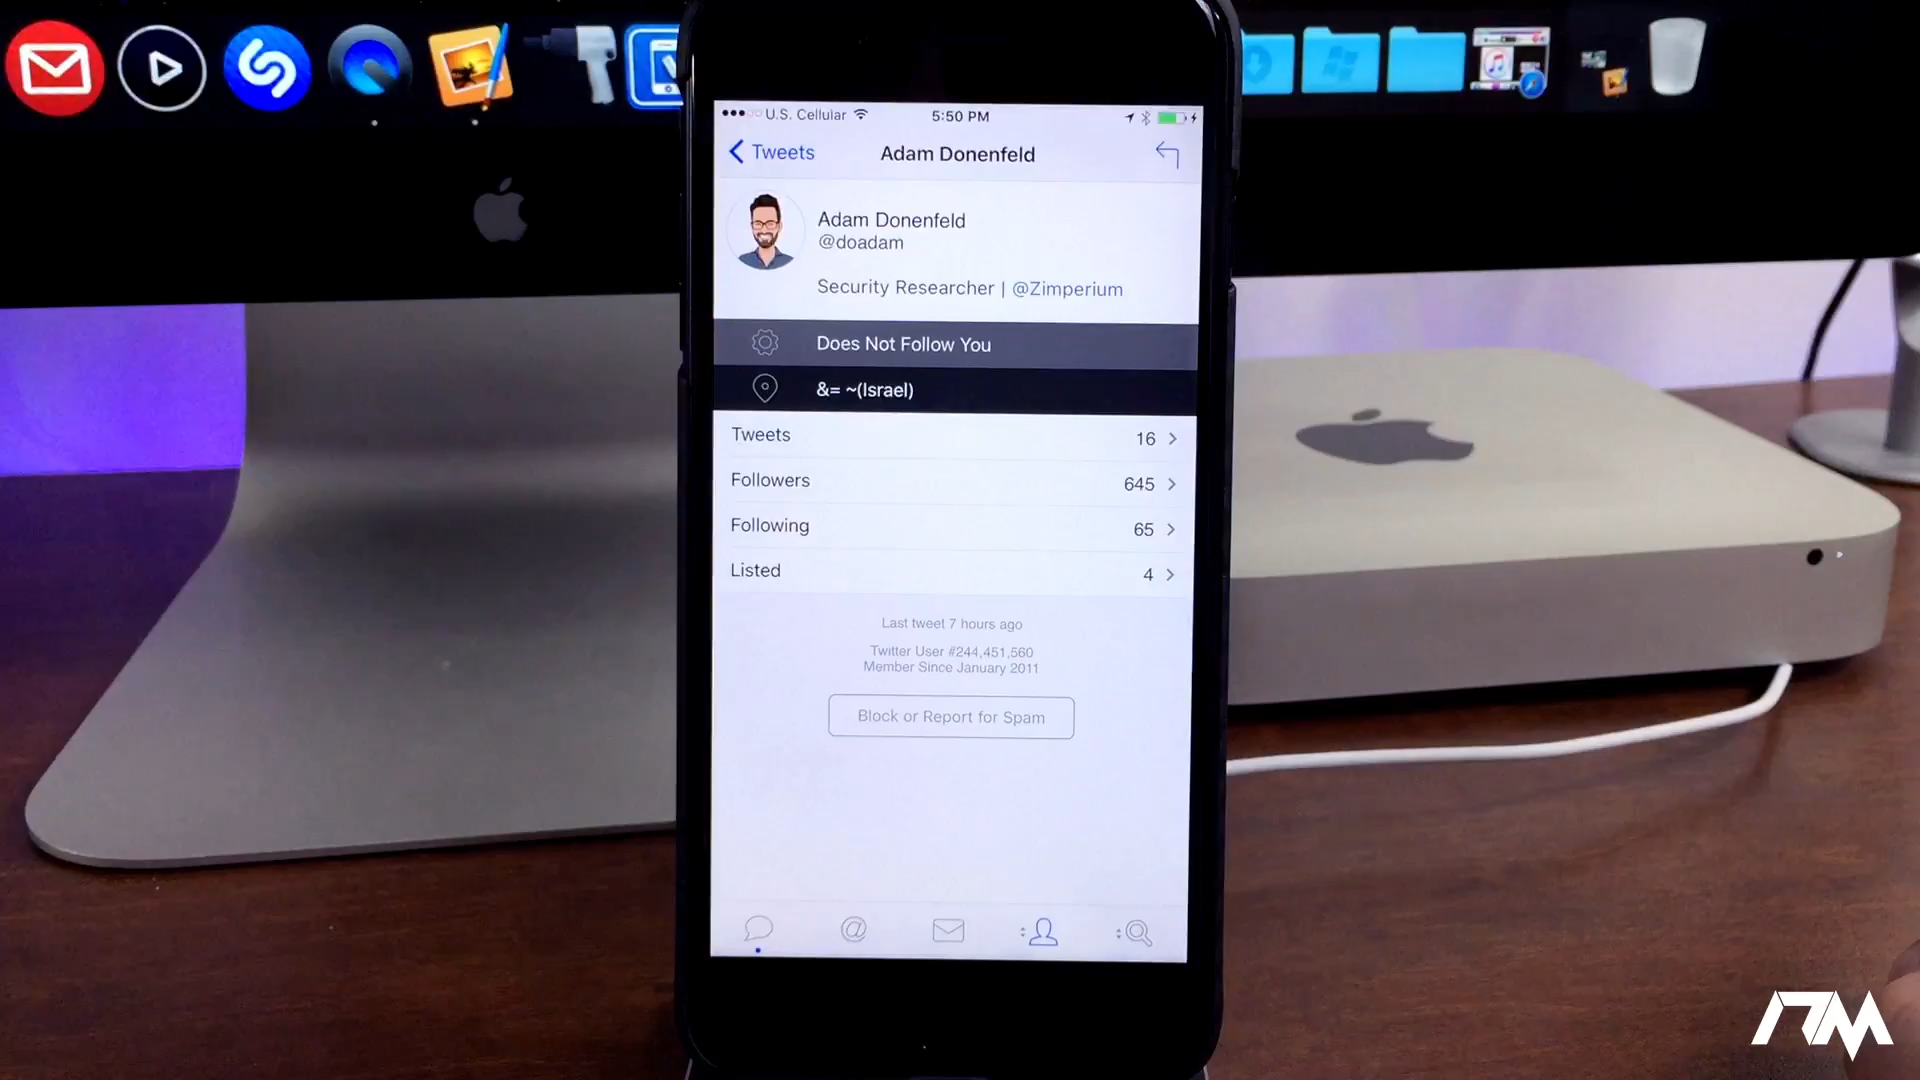 U.S. Cellular
5:50 PM
Tweets
Adam Donenfeld
Adam Donenfeld
@doadam
Security Researcher | @Zimperium
Does Not Follow You
&= ~(Israel)
Tweets 16
Followers 645
Following 65
Listed 4
Last tweet 7 hours ago
Twitter User #244,451,560
Member Since January 2011
Block or Report for Spam